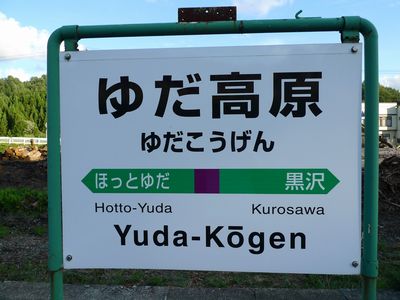 ゆだ高原
ゆだこうげん
ほっとゆだ 黒沢
Hotto-Yuda Kurosawa
Yuda-Kōgen